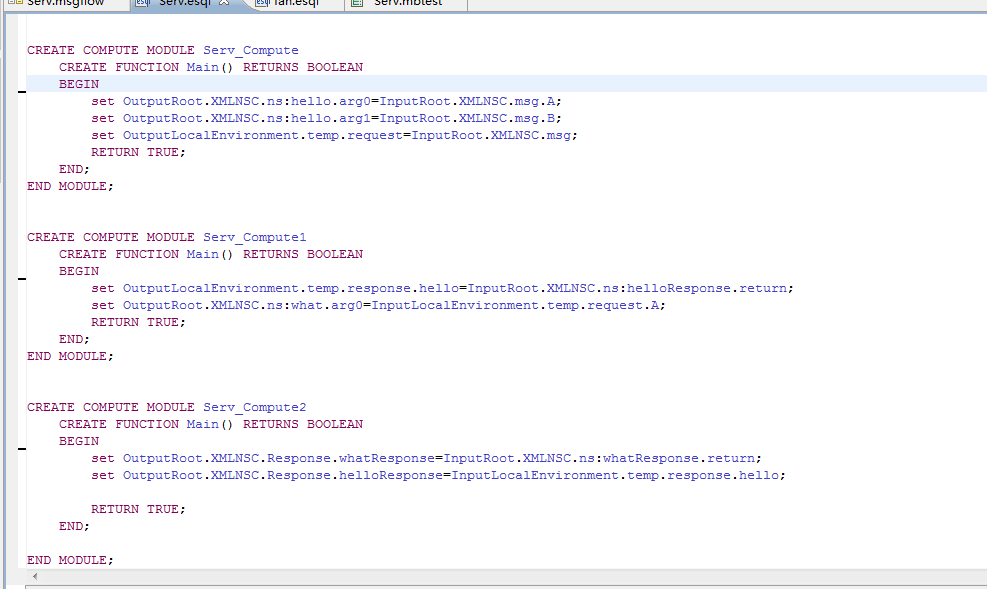 Serv.msgflow Serv.esql fan.esql Serv.mbtest
CREATE COMPUTE MODULE Serv_Compute
CREATE FUNCTION Main() RETURNS BOOLEAN
BEGIN
set OutputRoot.XMLNSC.ns:hello.arg0=InputRoot.XMLNSC.msg.A;
set OutputRoot.XMLNSC.ns:hello.arg1=InputRoot.XMLNSC.msg.B;
set OutputLocalEnvironment.temp.request=InputRoot.XMLNSC.msg;
RETURN TRUE;
END;
END MODULE;
CREATE COMPUTE MODULE Serv_Compute1
CREATE FUNCTION Main() RETURNS BOOLEAN
BEGIN
set OutputLocalEnvironment.temp.response.hello=InputRoot.XMLNSC.ns:helloResponse.return;
set OutputRoot.XMLNSC.ns:what.arg0=InputLocalEnvironment.temp.request.A;
RETURN TRUE;
END;
END MODULE;
CREATE COMPUTE MODULE Serv_Compute2
CREATE FUNCTION Main() RETURNS BOOLEAN
BEGIN
set OutputRoot.XMLNSC.Response.whatResponse=InputRoot.XMLNSC.ns:whatResponse.return;
set OutputRoot.XMLNSC.Response.helloResponse=InputLocalEnvironment.temp.response.hello;
RETURN TRUE;
END;
END MODULE;